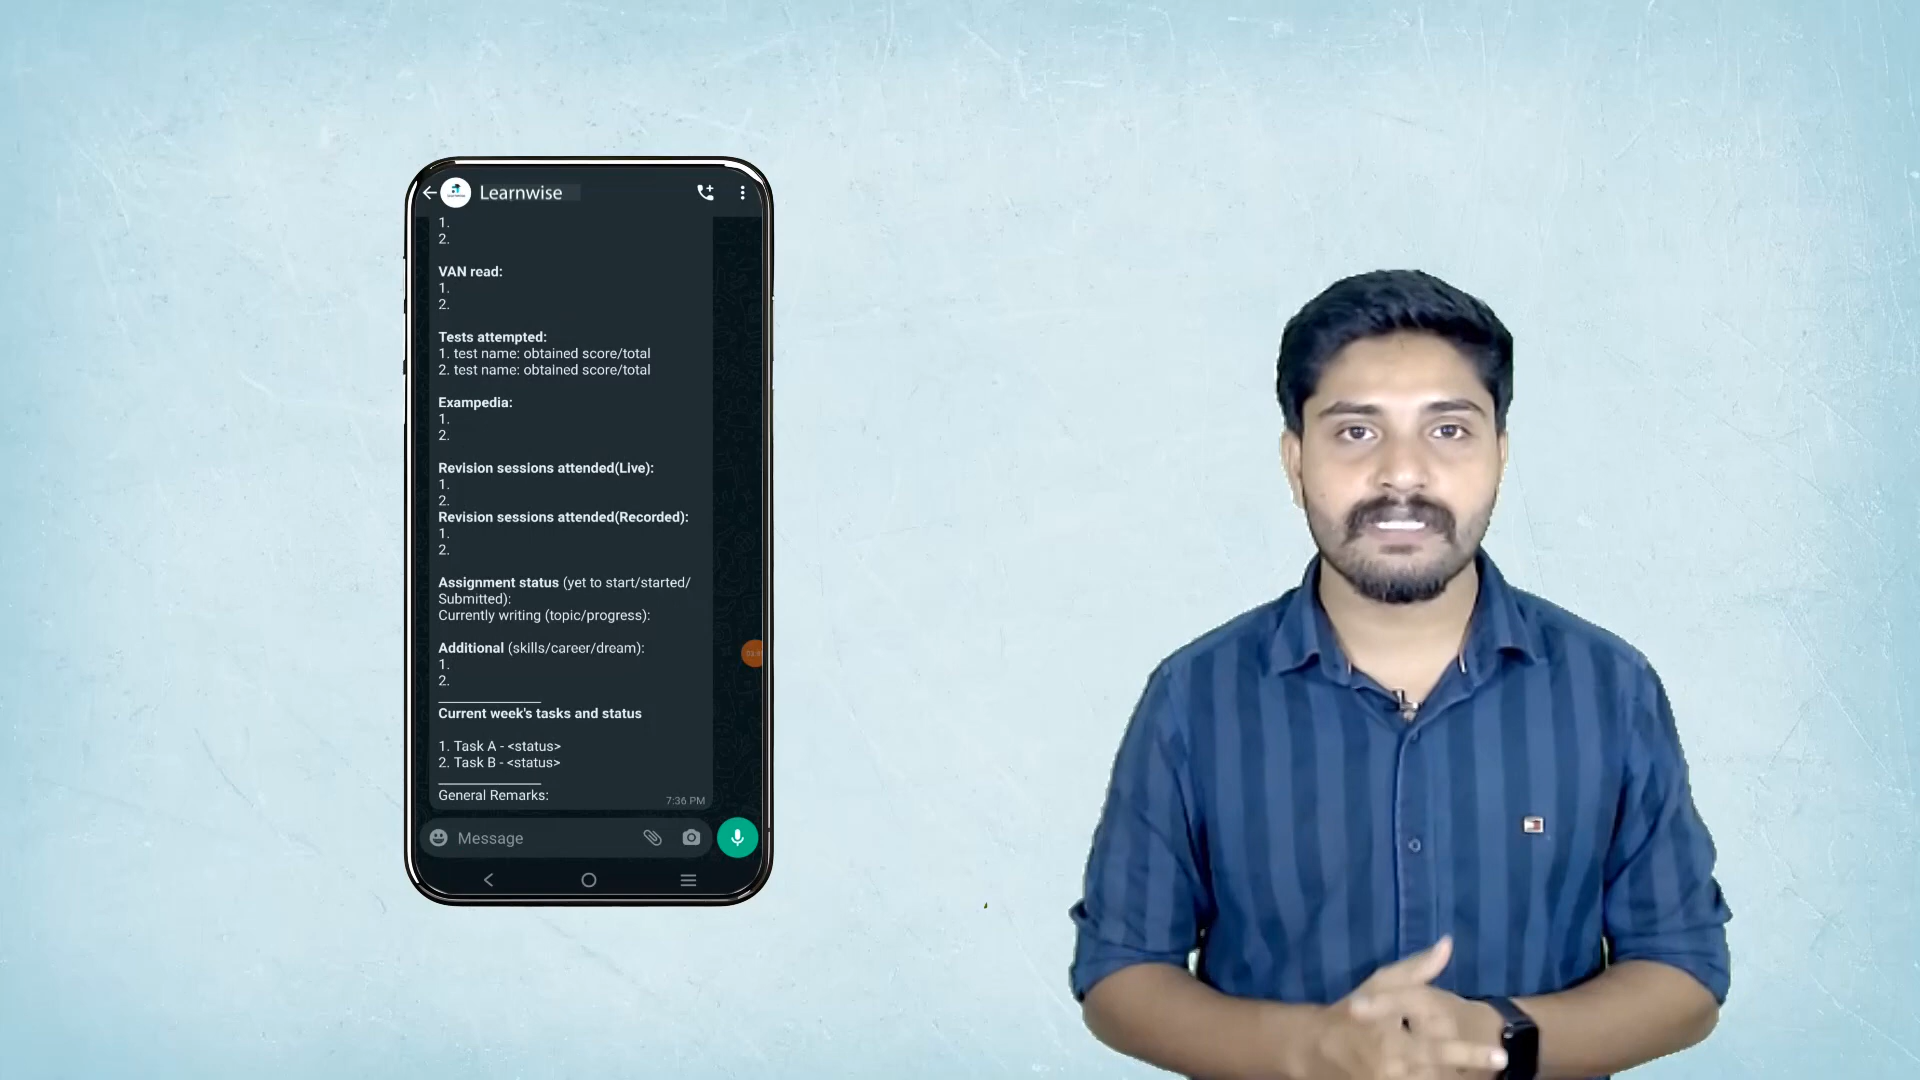 Learnwise
1.
2.
VAN read:
1.
2.
Tests attempted:
1. test name: obtained score/total
2. test name: obtained score/total
Exampedia:
1.
2.
Revision sessions attended(Live):
1.
2.
Revision sessions attended(Recorded):
1.
2.
Assignment status (yet to start/started/
Submitted):
Currently writing (topic/progress):
Additional (skills/career/dream):
1.
2.
Current week's tasks and status
1. Task A - <status>
2. Task B - <status>
General Remarks:
7:36 PM
Message